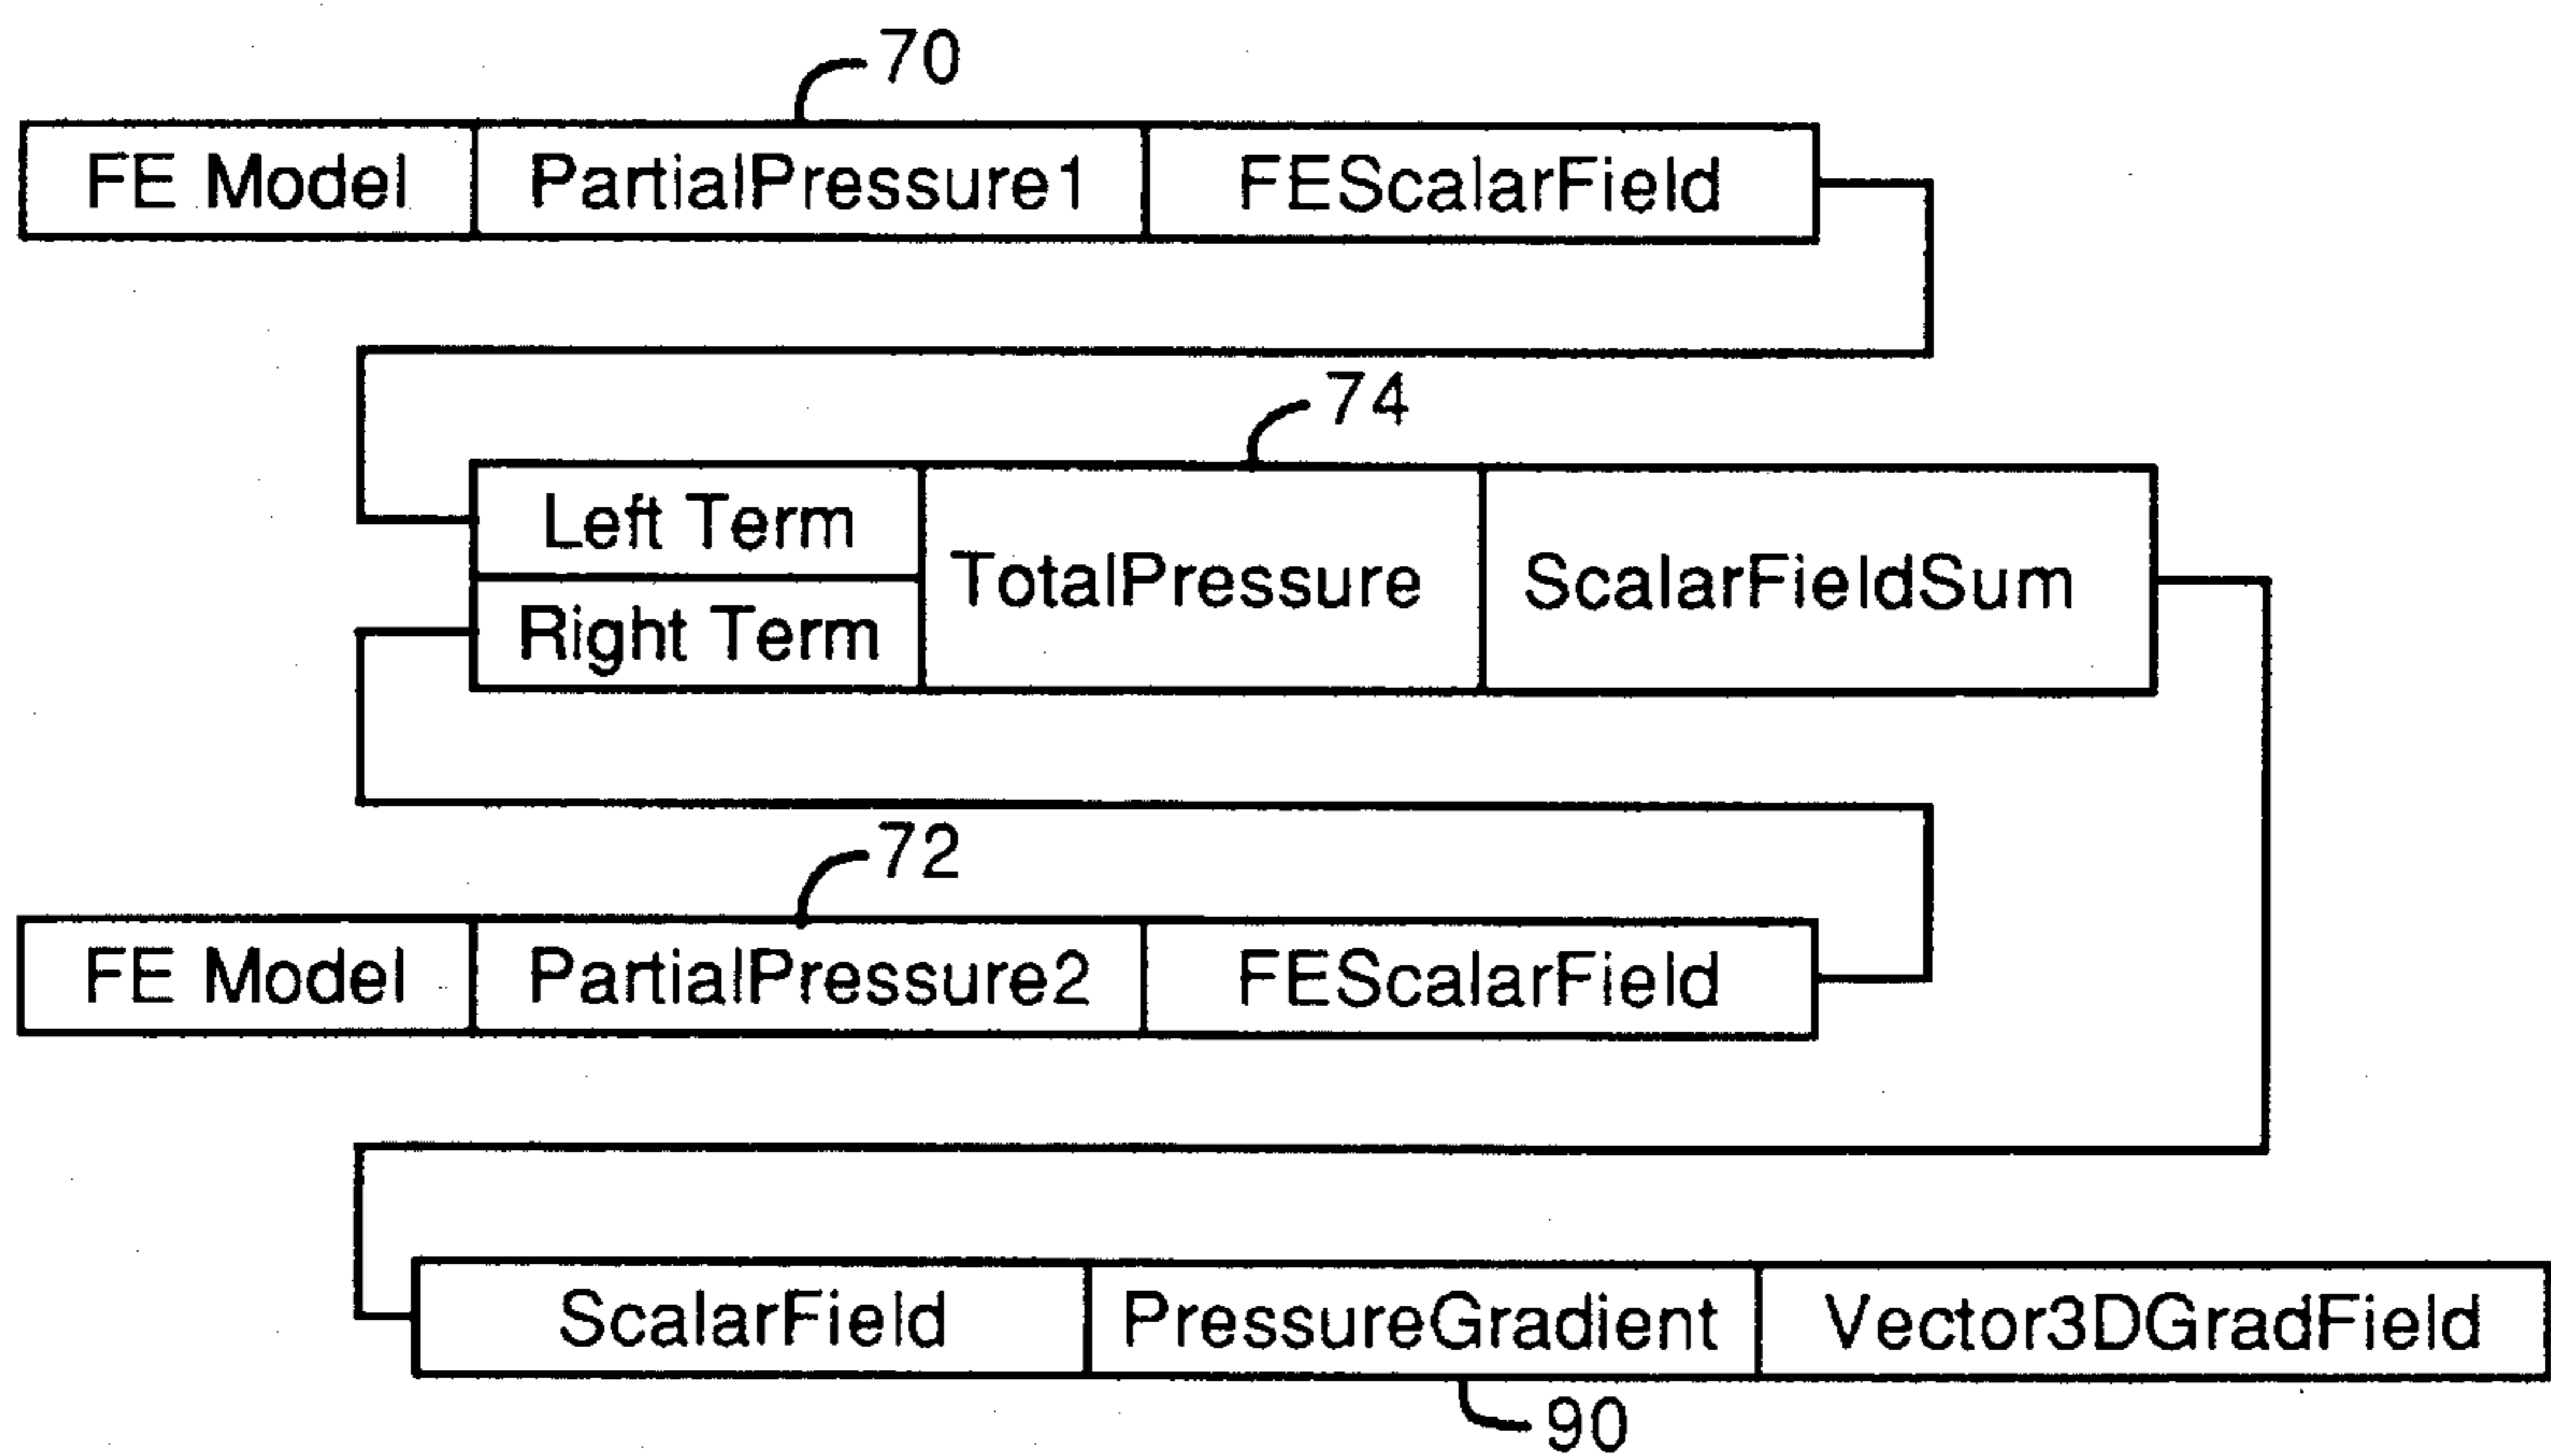 70
FE Model PartialPressure1 FEScalarField
74
Left Term
TotalPressure ScalarFieldSum
Right Term
72
FE Model PartialPressure2 FEScalarField
ScalarField PressureGradient Vector3DGradField
90